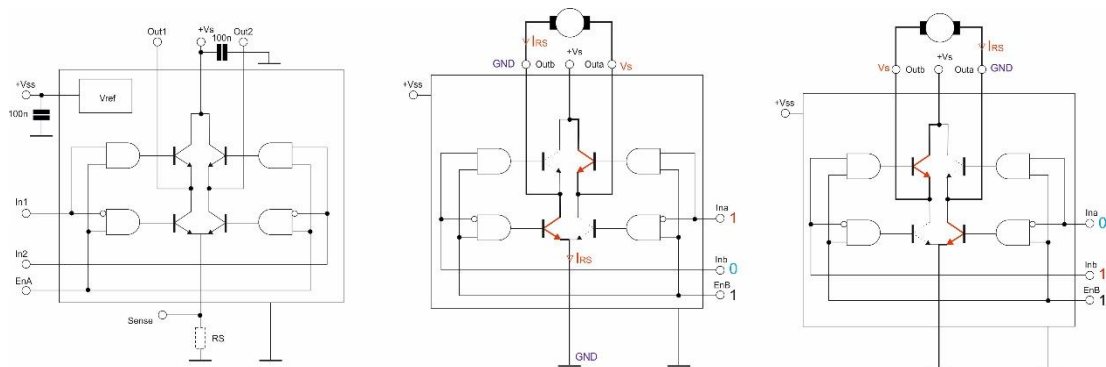 Out1
+Vs
100n
Out2
+Vss
Vref
100n
In1
In2
EnA
Sense
RS
IRS
+Vs
GND
Outb
Outa
Vs
+Vss
Ina
1
Inb
0
EnB
1
IRS
GND
IRS
+Vs
Vs
Outb
Outa
GND
+Vss
Ina
0
Inb
1
EnB
1